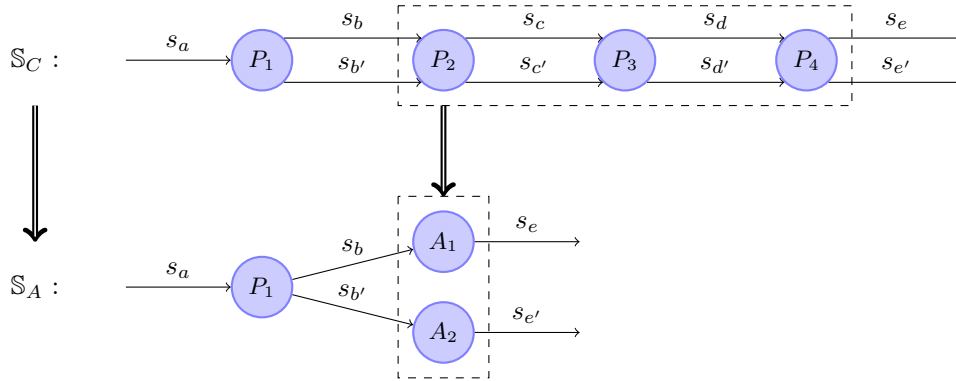 𝕊_C : s_a P_1 s_b s_{b'} P_2 s_c s_{c'} P_3 s_d s_{d'} P_4 s_e s_{e'}
𝕊_A : s_a P_1 s_b s_{b'} A_1 s_e
A_2 s_{e'}